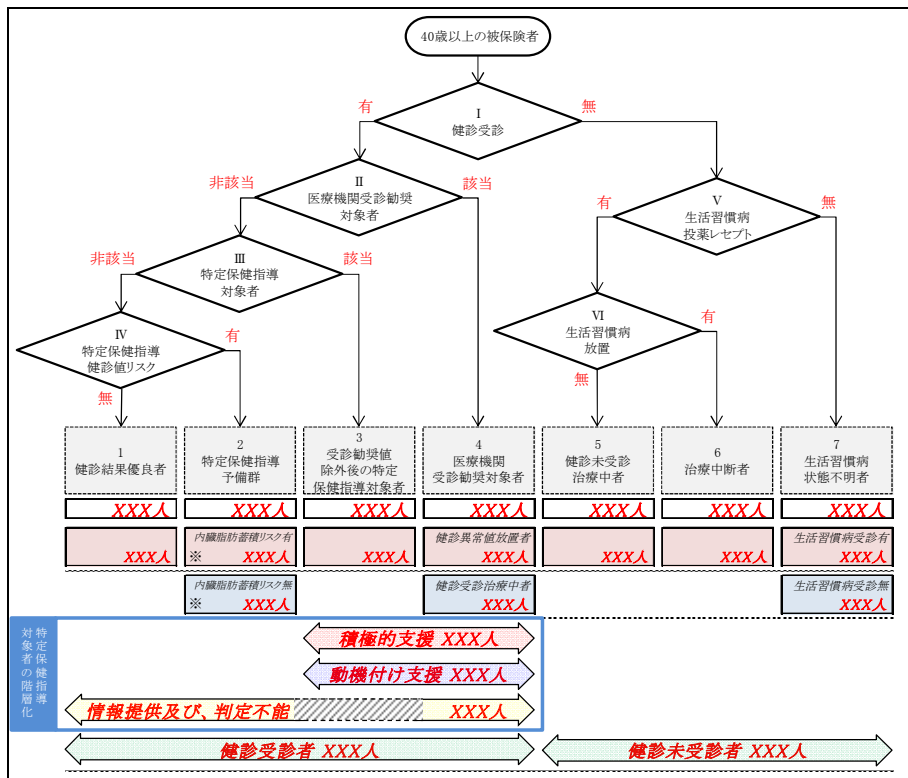 40歳以上の被保険者
有
Ⅰ
健診受診
無
非該当
Ⅱ
医療機関受診勧奨
対象者
該当
有
Ⅴ
生活習慣病
投薬レセプト
無
非該当
Ⅲ
特定保健指導
対象者
該当
Ⅳ
特定保健指導
健診値リスク
有
無
Ⅵ
生活習慣病
放置
有
無
1
健診結果優良者
2
特定保健指導
予備群
3
受診勧奨値
除外後の特定
保健指導対象者
4
医療機関
受診勧奨対象者
5
健診未受診
治療中者
6
治療中断者
7
生活習慣病
状態不明者
XXX人 XXX人 XXX人 XXX人 XXX人 XXX人 XXX人
内臓脂肪蓄積リスク有 健診異常値放置者 生活習慣病受診有
XXX人 ※ XXX人 XXX人 XXX人 XXX人 XXX人 XXX人
内臓脂肪蓄積リスク無 健診受診治療中者 生活習慣病受診無
※ XXX人 XXX人 XXX人
特定保健指導
対象者の階層化
積極的支援 XXX人
動機付け支援 XXX人
情報提供及び、判定不能 XXX人
健診受診者 XXX人 健診未受診者 XXX人